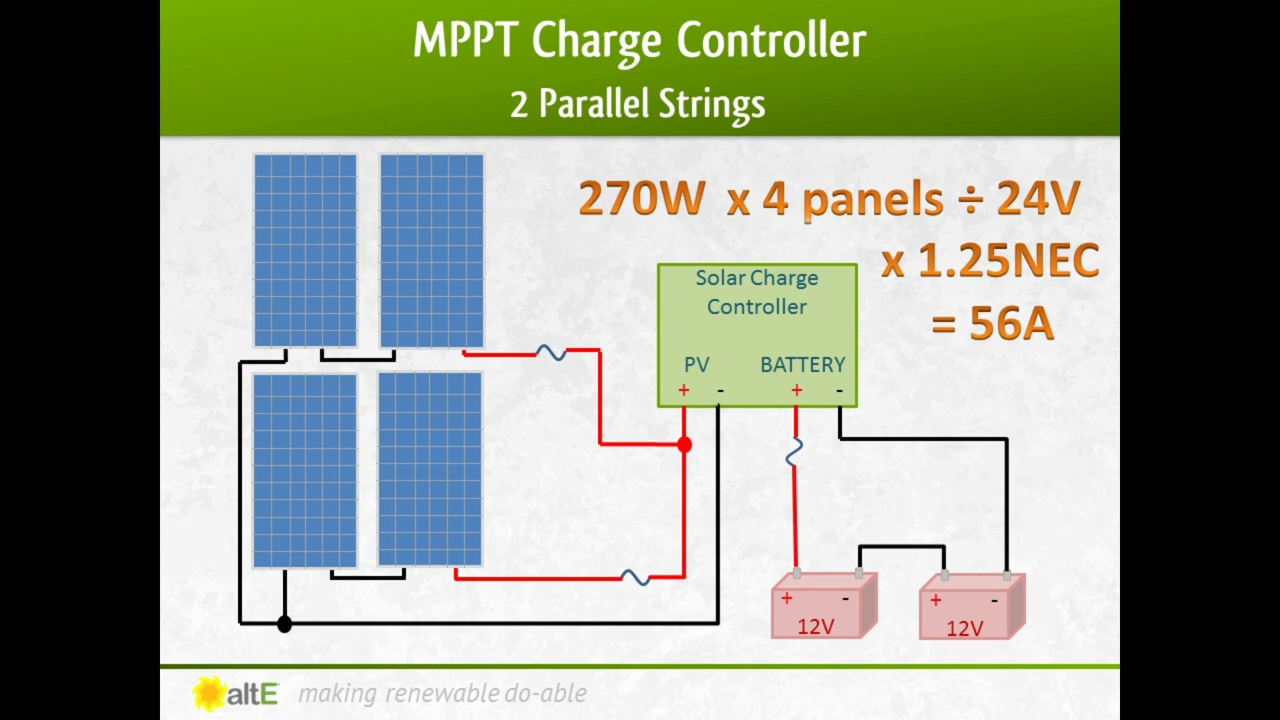 MPPT Charge Controller
2 Parallel Strings
270W x 4 panels ÷ 24V
x 1.25NEC
= 56A
Solar Charge
Controller
PV BATTERY
+ - + -
+ - 
12V
+ -
12V
altE making renewable do-able